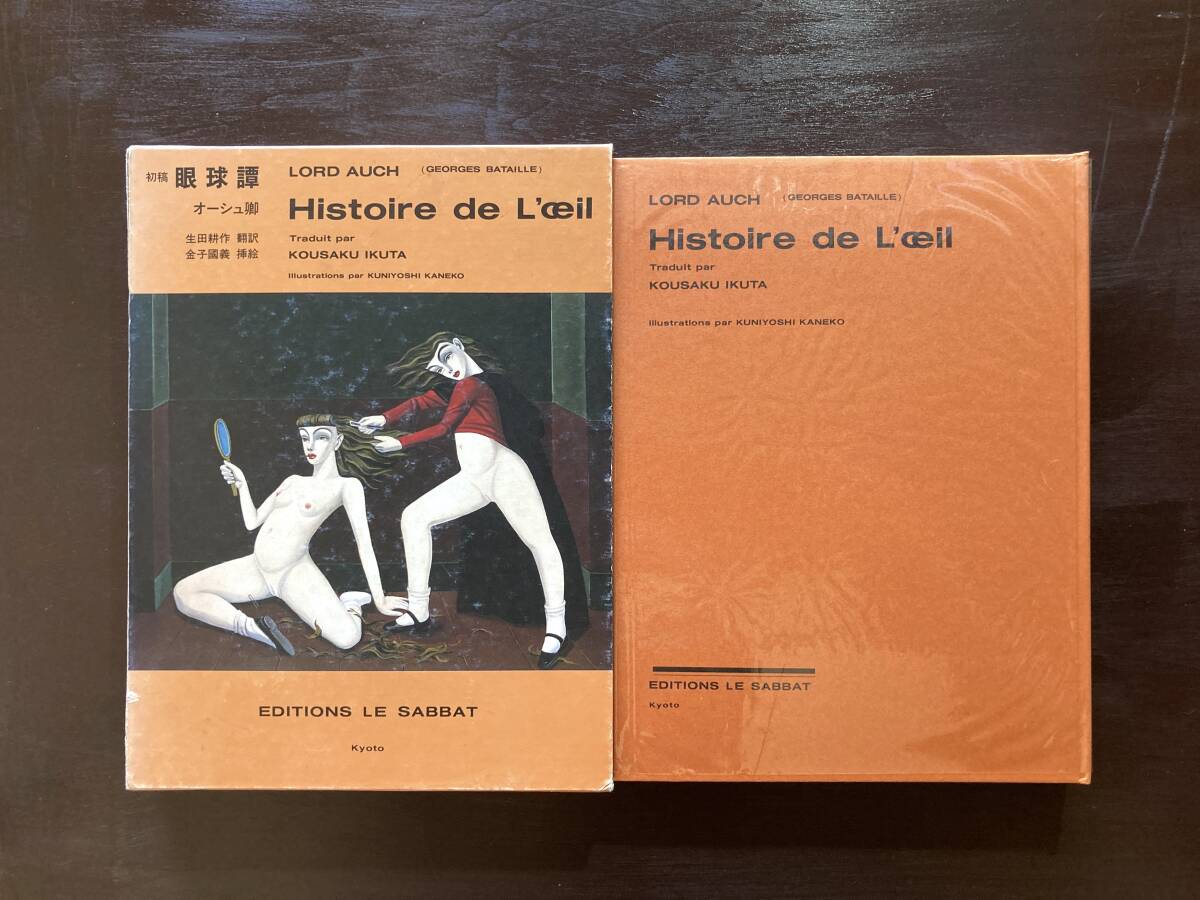 初稿 眼球譚
オーシュ卿
生田耕作 翻訳
金子國義 挿絵
LORD AUCH (GEORGES BATAILLE)
Histoire de L'œil
Traduit par
KOUSAKU IKUTA
Illustrations par KUNIYOSHI KANEKO
EDITIONS LE SABBAT
Kyoto
LORD AUCH (GEORGES BATAILLE)
Histoire de L'œil
Traduit par
KOUSAKU IKUTA
Illustrations par KUNIYOSHI KANEKO
EDITIONS LE SABBAT
Kyoto